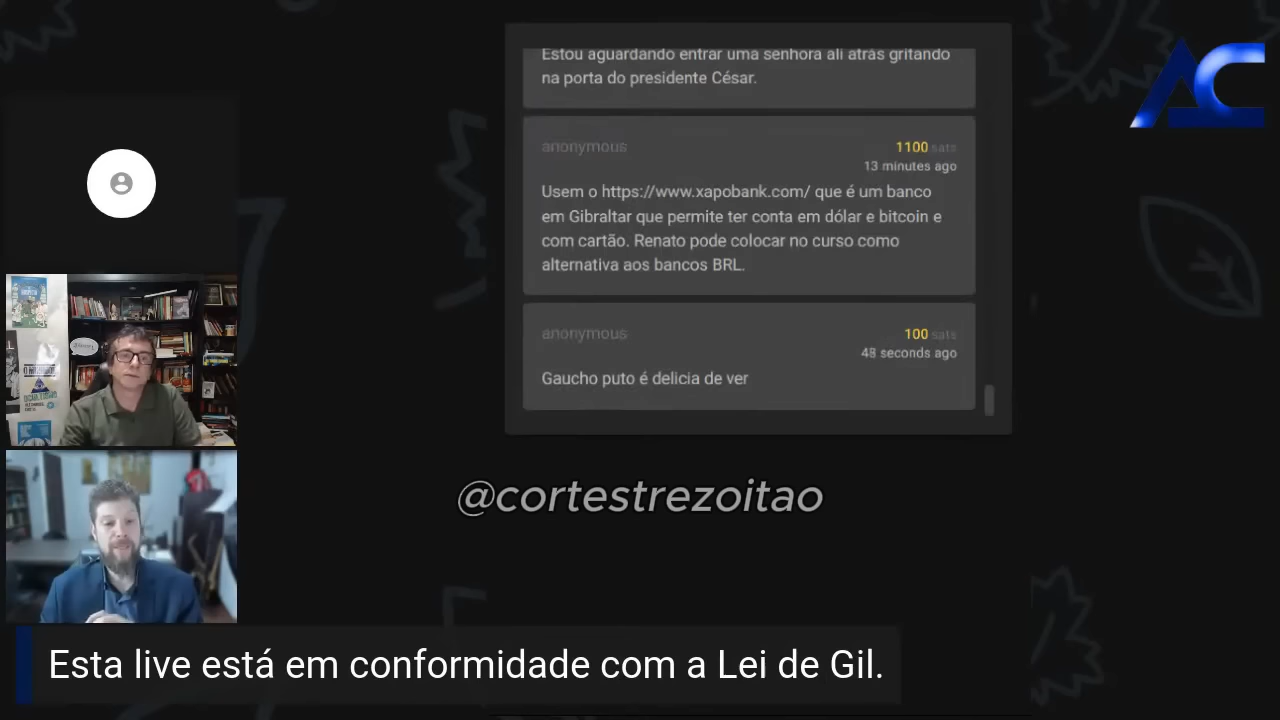 Estou aguardando entrar uma senhora ali atrás gritando
na porta do presidente César.
anonymous
1100 sats
13 minutes ago
Usem o https://www.xapobank.com/ que é um banco
em Gibraltar que permite ter conta em dólar e bitcoin e
com cartão. Renato pode colocar no curso como
alternativa aos bancos BRL.
anonymous
100 sats
48 seconds ago
Gaucho puto é delicia de ver
@cortestrezoitao
Esta live está em conformidade com a Lei de Gil.
AC